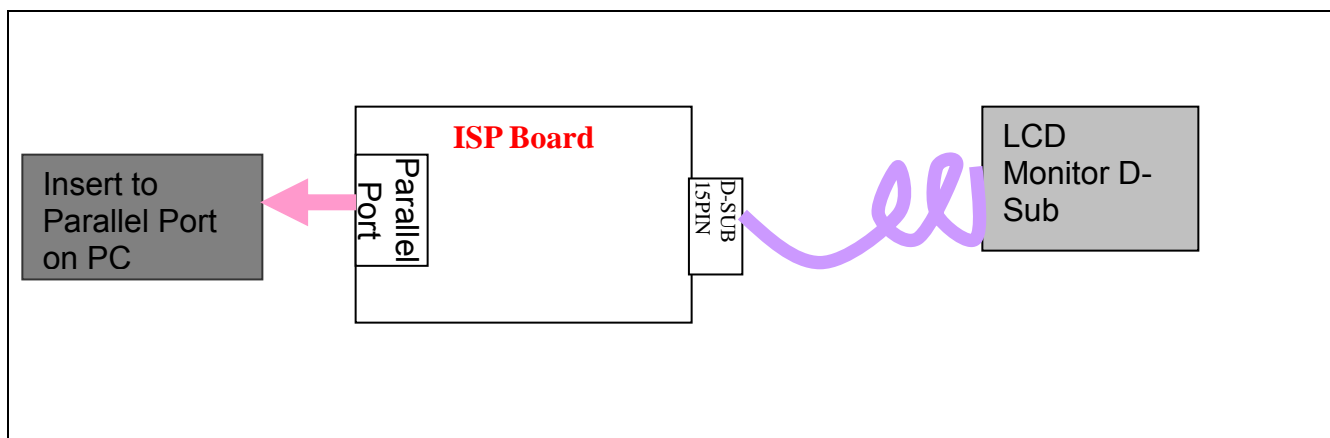 Insert to
Parallel Port
on PC
ISP Board
Parallel
Port
D-SUB
15PIN
LCD
Monitor D-
Sub